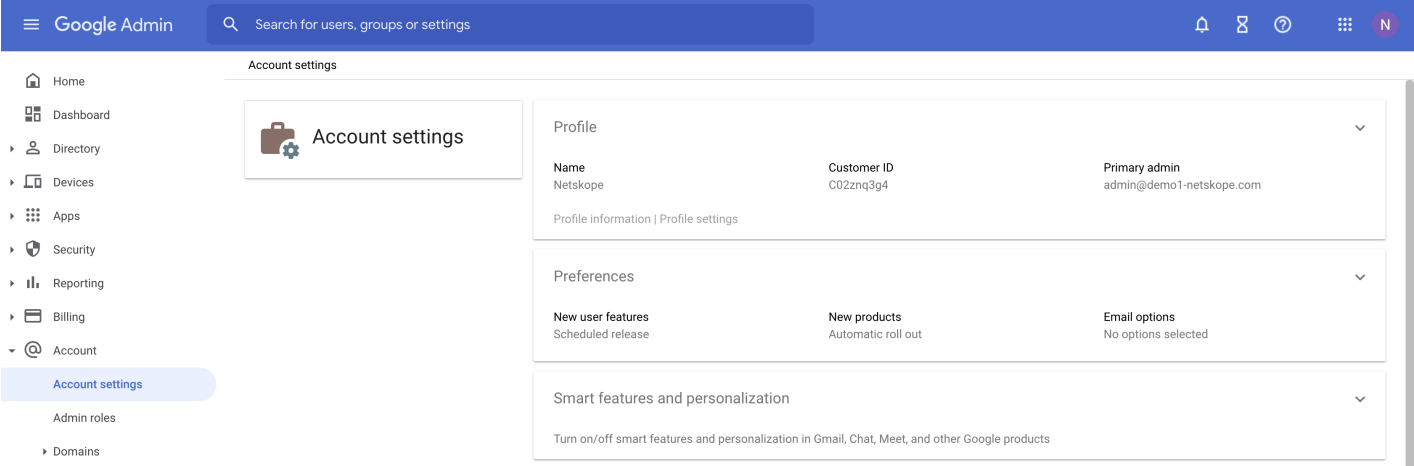 Google Admin
Search for users, groups or settings
N
Home
Dashboard
Directory
Devices
Apps
Security
Reporting
Billing
Account
Account settings
Admin roles
Domains
Account settings
Account settings
Profile
Name Customer ID Primary admin
Netskope C02znq3g4 admin@demo1-netskope.com
Profile information | Profile settings
Preferences
New user features New products Email options
Scheduled release Automatic roll out No options selected
Smart features and personalization
Turn on/off smart features and personalization in Gmail, Chat, Meet, and other Google products